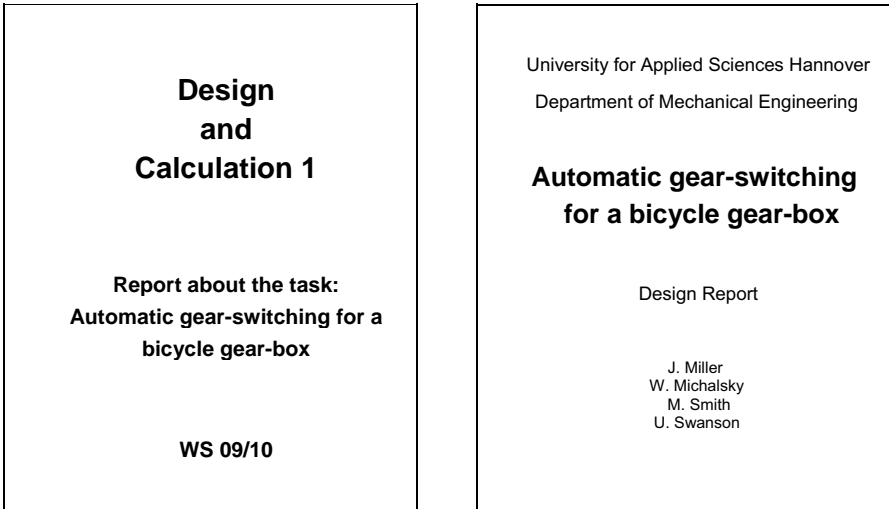 Design
and
Calculation 1
Report about the task:
Automatic gear-switching for a
bicycle gear-box
WS 09/10
University for Applied Sciences Hannover
Department of Mechanical Engineering
Automatic gear-switching
for a bicycle gear-box
Design Report
J. Miller
W. Michalsky
M. Smith
U. Swanson